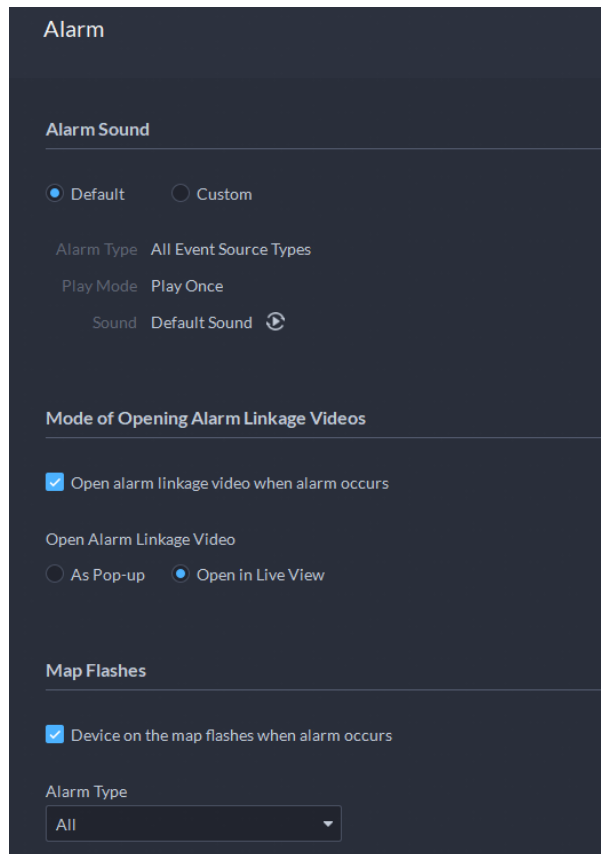 Alarm
Alarm Sound
Default Custom
Alarm Type All Event Source Types
Play Mode Play Once
Sound Default Sound
Mode of Opening Alarm Linkage Videos
Open alarm linkage video when alarm occurs
Open Alarm Linkage Video
As Pop-up Open in Live View
Map Flashes
Device on the map flashes when alarm occurs
Alarm Type
All